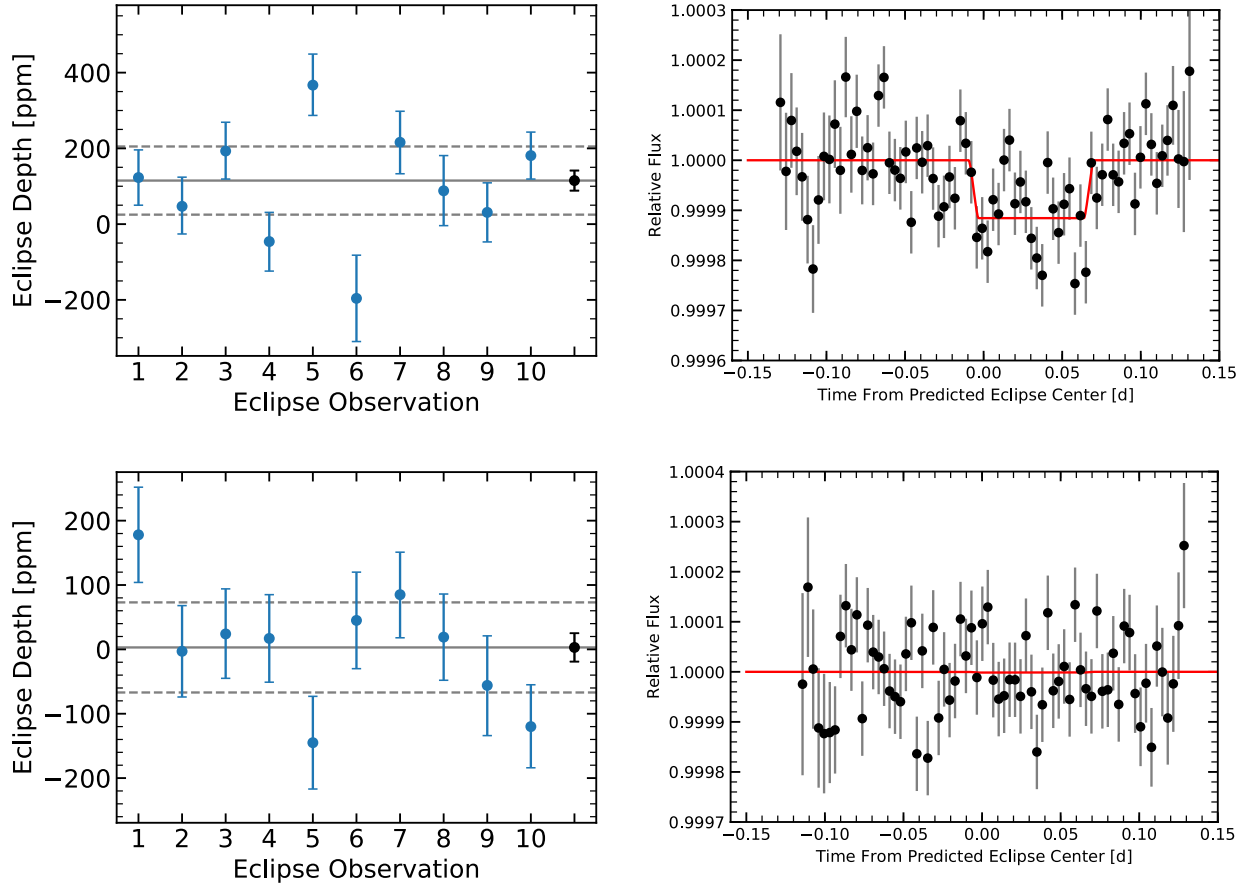 Eclipse Depth [ppm]
400
200
0
−200
1 2 3 4 5 6 7 8 9 10
Eclipse Observation
Relative Flux
1.0003
1.0002
1.0001
1.0000
0.9999
0.9998
0.9997
0.9996
−0.15 −0.10 −0.05 0.00 0.05 0.10 0.15
Time From Predicted Eclipse Center [d]
Eclipse Depth [ppm]
200
100
0
−100
−200
1 2 3 4 5 6 7 8 9 10
Eclipse Observation
Relative Flux
1.0004
1.0003
1.0002
1.0001
1.0000
0.9999
0.9998
0.9997
−0.15 −0.10 −0.05 0.00 0.05 0.10 0.15
Time From Predicted Eclipse Center [d]